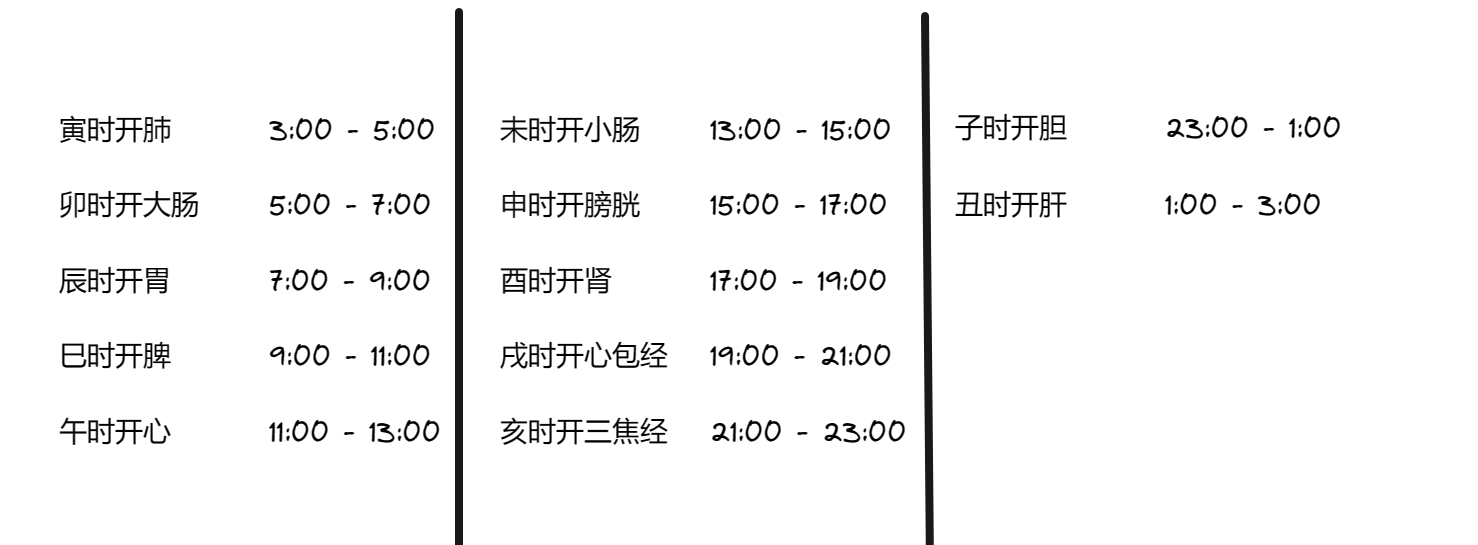 寅时开肺 3:00 - 5:00
卯时开大肠 5:00 - 7:00
辰时开胃 7:00 - 9:00
巳时开脾 9:00 - 11:00
午时开心 11:00 - 13:00
未时开小肠 13:00 - 15:00
申时开膀胱 15:00 - 17:00
酉时开肾 17:00 - 19:00
戌时开心包经 19:00 - 21:00
亥时开三焦经 21:00 - 23:00
子时开胆 23:00 - 1:00
丑时开肝 1:00 - 3:00